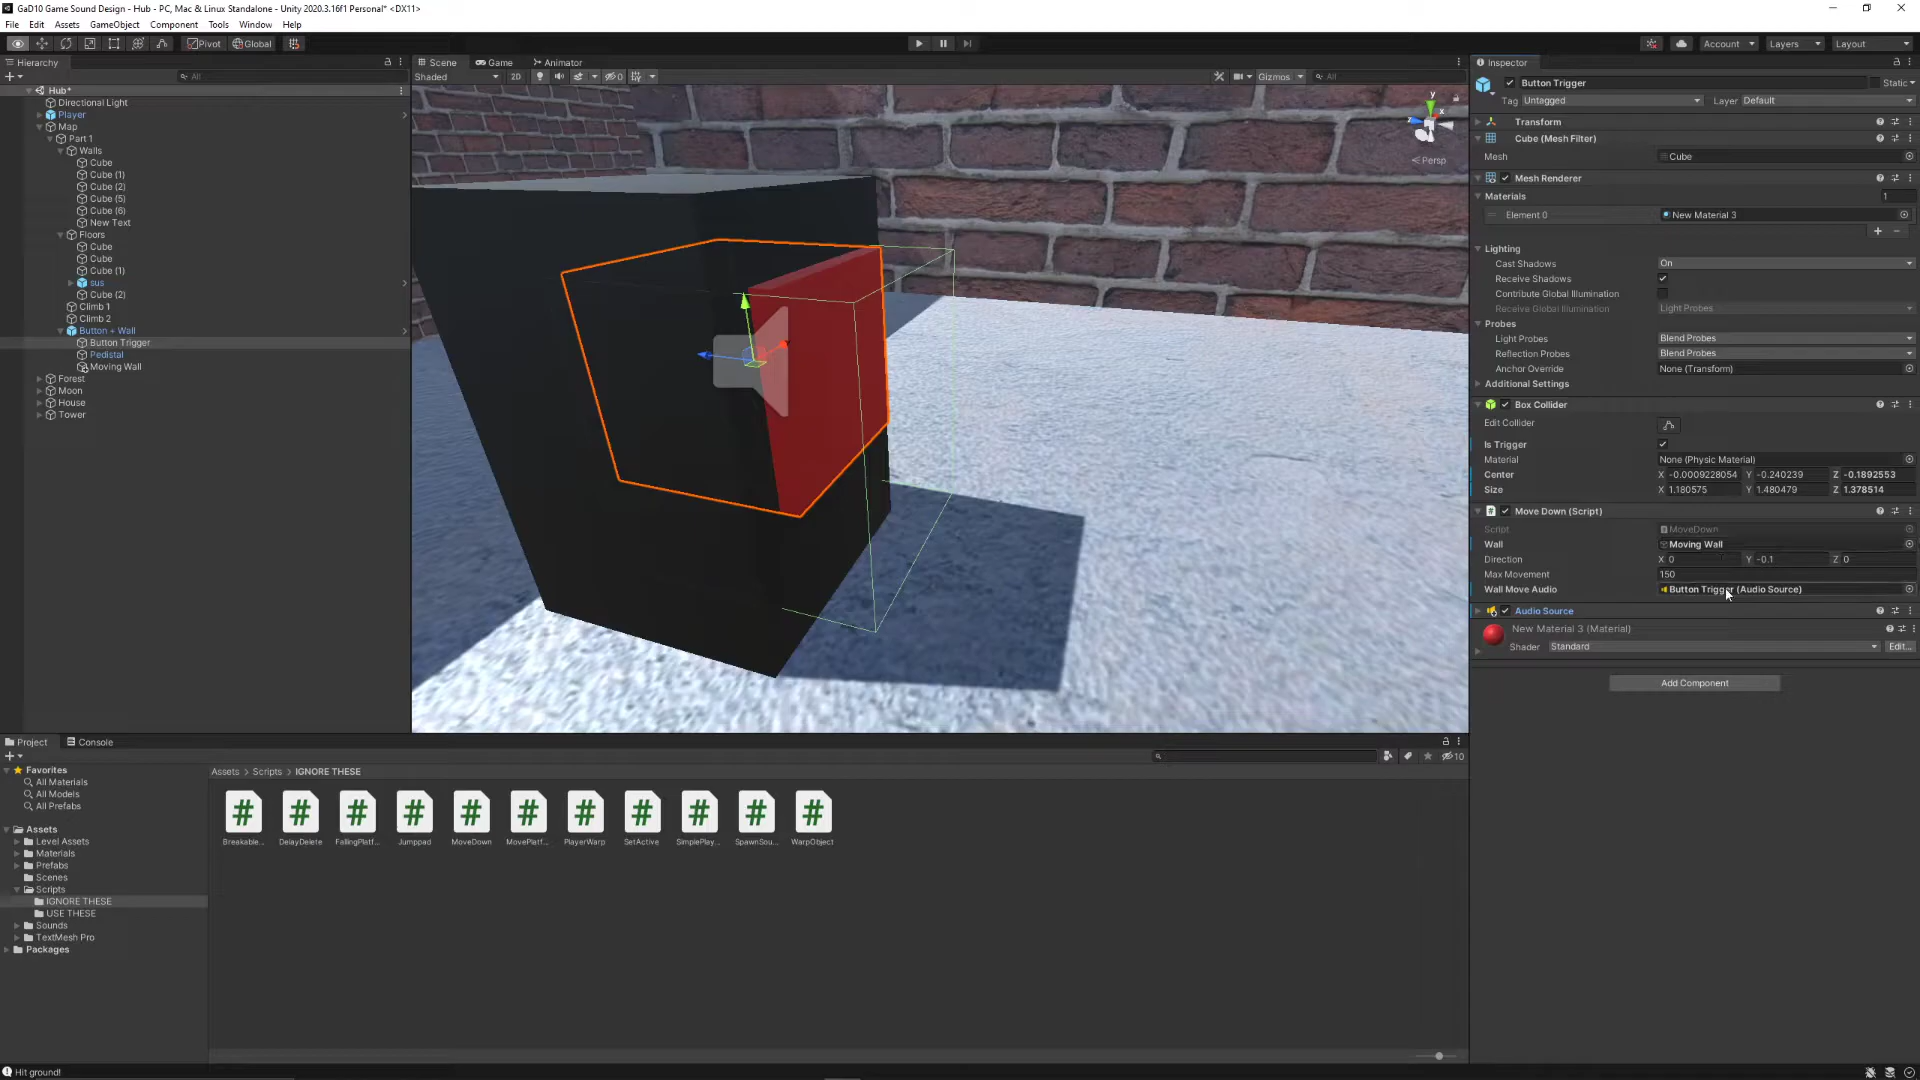 GaD10 Game Sound Design - Hub - PC, Mac & Linux Standalone - Unity 2020.3.16f1 Personal* <DX11>
File Edit Assets GameObject Component Tools Window Help
Pivot Global Account Layers Layout
Hierarchy
All
Hub*
Directional Light
Player
Map
Part 1
Walls
Cube
Cube (1)
Cube (2)
Cube (5)
Cube (6)
New Text
Floors
Cube
Cube
Cube (1)
sus
Cube (2)
Climb 1
Climb 2
Button + Wall
Button Trigger
Pedistal
Moving Wall
Forest
Moon
House
Tower
Scene Game Animator
Shaded 2D 0 Gizmos All
y
x
z
Persp
Inspector
Button Trigger Static
Tag Untagged Layer Default
Transform
Cube (Mesh Filter)
Mesh Cube
Mesh Renderer
Materials 1
Element 0 New Material 3
Lighting
Cast Shadows On
Receive Shadows
Contribute Global Illumination
Receive Global Illumination Light Probes
Probes
Light Probes Blend Probes
Reflection Probes Blend Probes
Anchor Override None (Transform)
Additional Settings
Box Collider
Edit Collider
Is Trigger
Material None (Physic Material)
Center X -0.0009228054 Y -0.240239 Z -0.1892553
Size X 1.180575 Y 1.480479 Z 1.378514
Move Down (Script)
Script MoveDown
Wall Moving Wall
Direction X 0 Y -0.1 Z 0
Max Movement 150
Wall Move Audio Button Trigger (Audio Source)
Audio Source
New Material 3 (Material)
Shader Standard Edit...
Add Component
Project Console
10
Favorites
All Materials
All Models
All Prefabs
Assets
Level Assets
Materials
Prefabs
Scenes
Scripts
IGNORE THESE
USE THESE
Sounds
TextMesh Pro
Packages
Assets > Scripts > IGNORE THESE
Breakable... DelayDelete FallingPlatf... Jumppad MoveDown MovePlatf... PlayerWarp SetActive SimplePlay... SpawnSou... WarpObject
Hit ground!